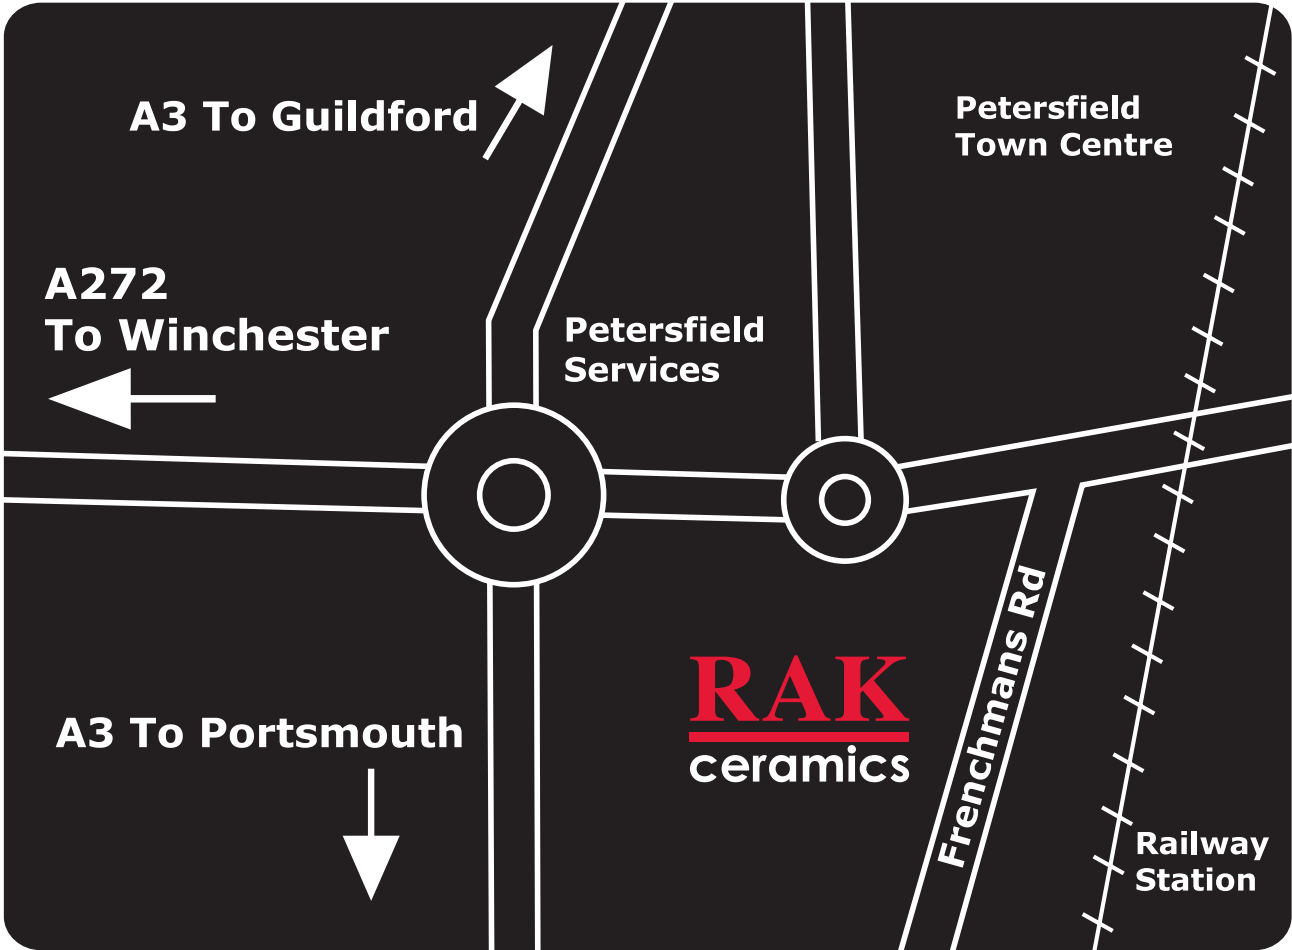 A3 To Guildford
Petersfield
Town Centre
A272
To Winchester
Petersfield
Services
Frenchmans Rd
RAK
ceramics
A3 To Portsmouth
Railway
Station